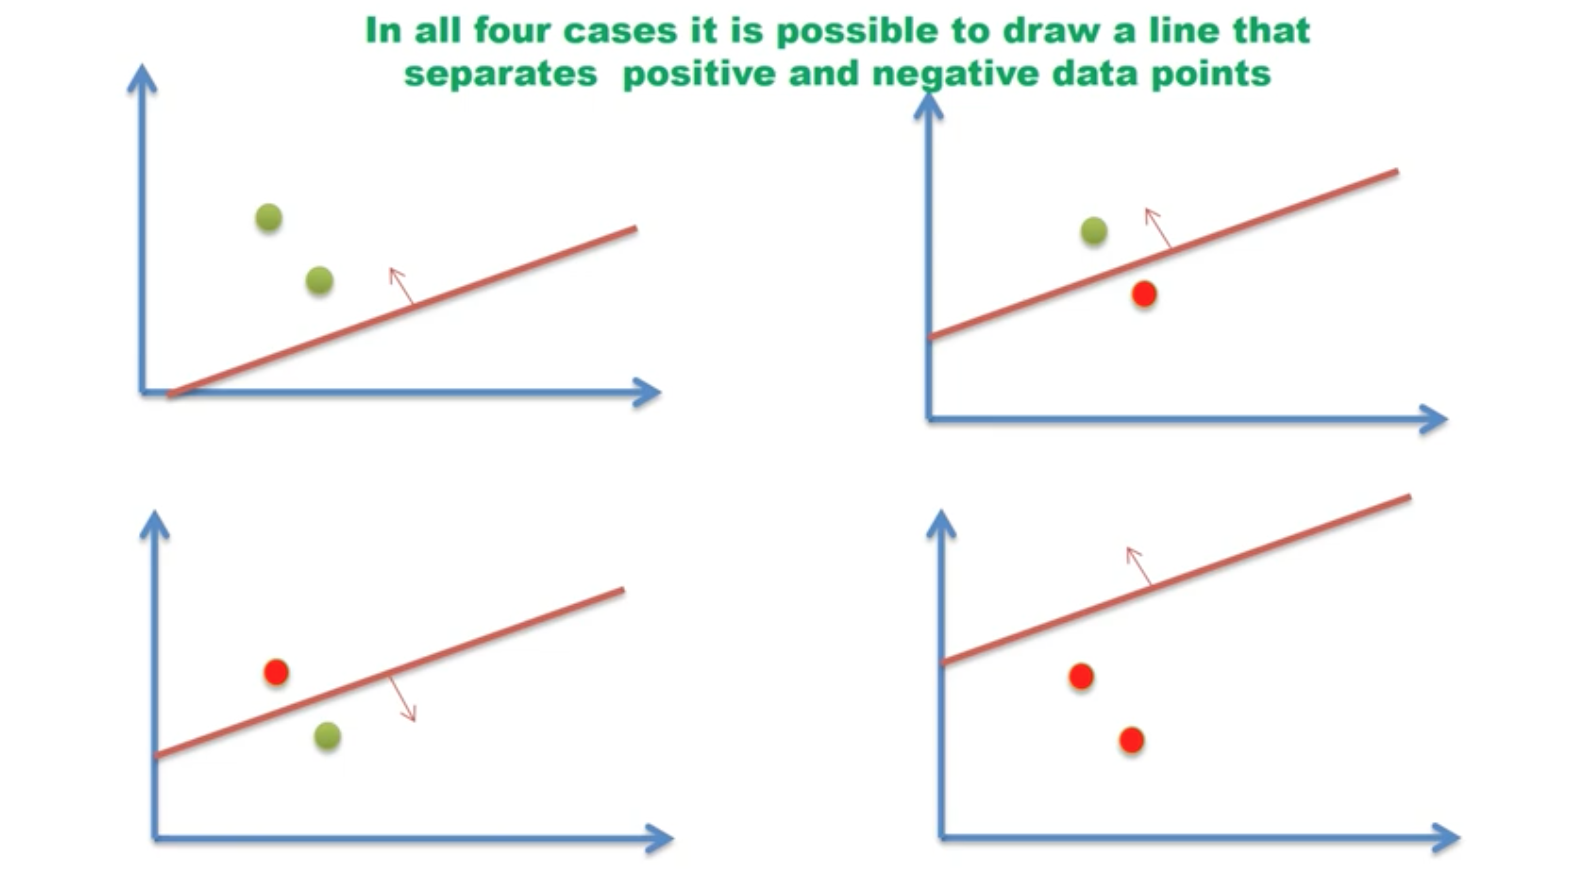 In all four cases it is possible to draw a line that
separates positive and negative data points